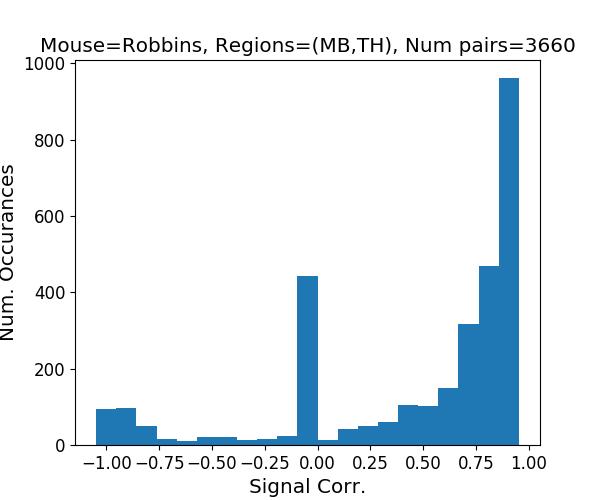 Mouse=Robbins, Regions=(MB,TH), Num pairs=3660
1000
800
600
400
200
0
Num. Occurances
−1.00 −0.75 −0.50 −0.25 0.00 0.25 0.50 0.75 1.00
Signal Corr.